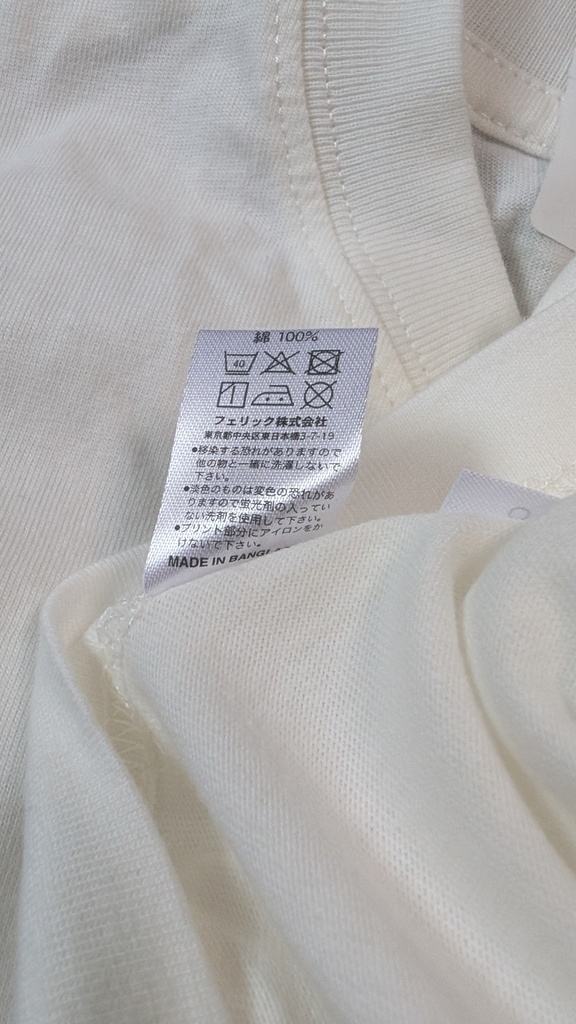 綿 100%
40
フェリック株式会社
東京都中央区東日本橋3-7-19
●移染する恐れがありますので
他の物と一緒に洗濯しないで
下さい。
●淡色のものは変色の恐れがあ
りますので蛍光剤の入ってい
ない洗剤を使用して下さい。
●プリント部分にアイロンをか
けないで下さい。
MADE IN